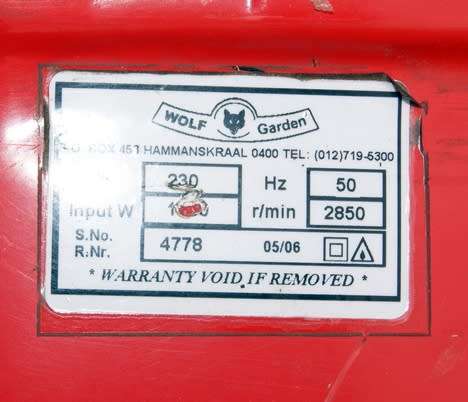 WOLF Garden
BOX 451 HAMMANSKRAAL 0400 TEL: (012)719-5300
230 Hz 50
Input W r/min 2850
S.No.
R.Nr. 4778 05/06
* WARRANTY VOID IF REMOVED *